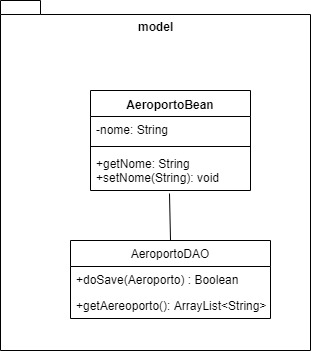 model
AeroportoBean
-nome: String
+getNome: String
+setNome(String): void
AeroportoDAO
+doSave(Aeroporto) : Boolean
+getAereoporto(): ArrayList<String>